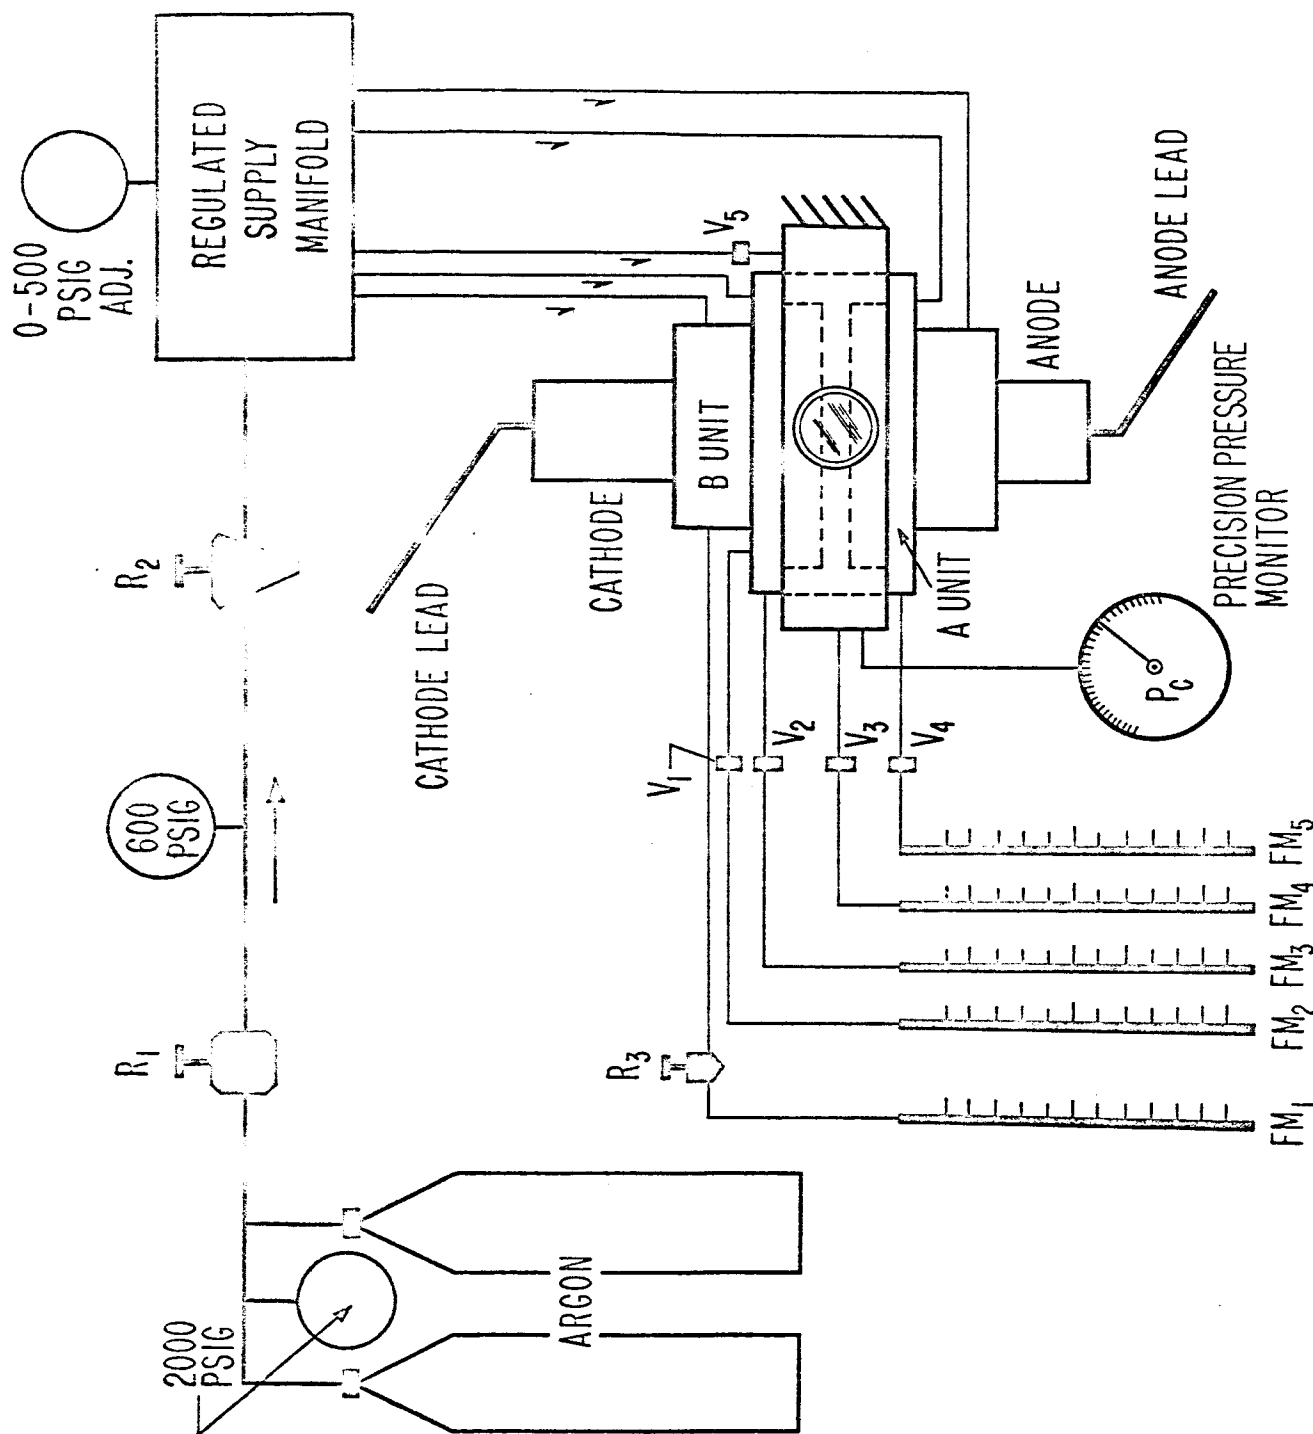 0-500
PSIG
ADJ.
REGULATED
SUPPLY
MANIFOLD
R2
600
PSIG
R1
2000
PSIG
ARGON
CATHODE LEAD
CATHODE
B UNIT
V5
ANODE LEAD
ANODE
A UNIT
PRECISION PRESSURE
MONITOR
PC
V1
V2
V3
V4
R3
FM1
FM2
FM3
FM4
FM5